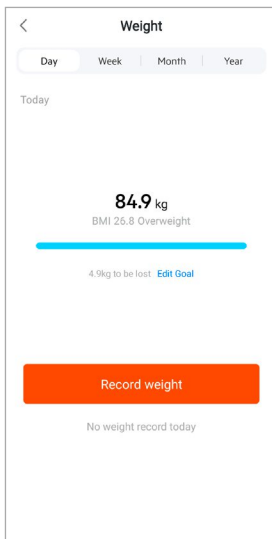 Weight
Day Week Month Year
Today
84.9 kg
BMI 26.8 Overweight
4.9kg to be lost Edit Goal
Record weight
No weight record today